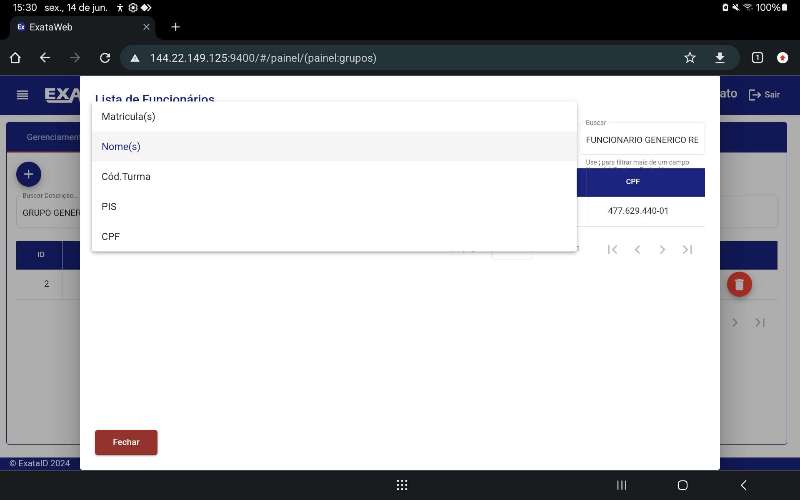 15:30 sex., 14 de jun. 100%
ExataWeb
144.22.149.125:9400/#/painel/(painel:grupos)
1
EXA
ato
Sair
Lista de Funcionários
Matricula(s)
Nome(s)
Cód.Turma
PIS
CPF
Buscar
FUNCIONARIO GENERICO RE
Use ; para filtrar mais de um campo
CPF
477.629.440-01
Gerenciament
Buscar Descrição...
GRUPO GENER
ID
2
Fechar
© ExataID 2024